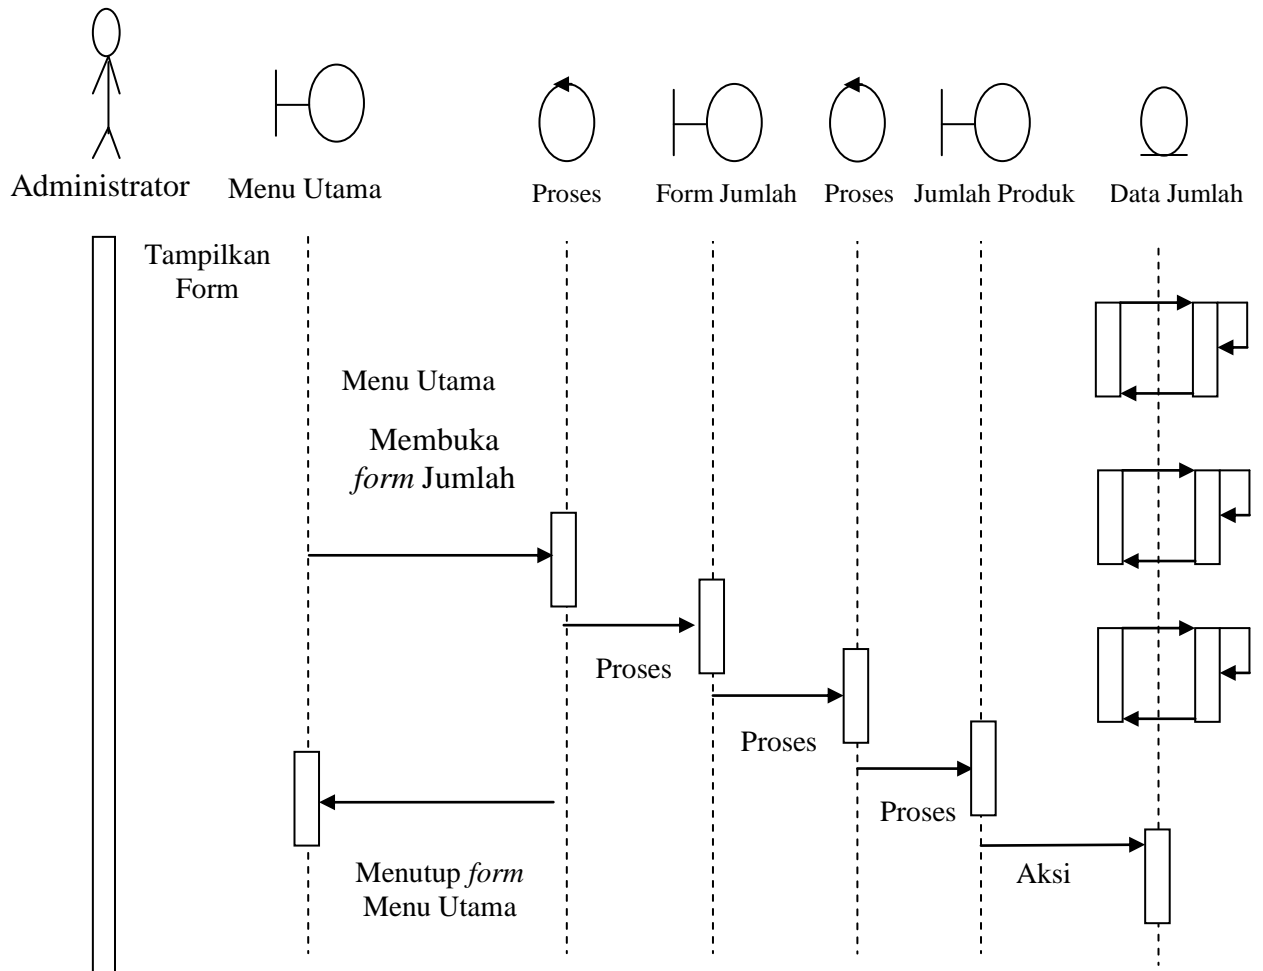 Administrator
Menu Utama
Proses
Form Jumlah
Proses
Jumlah Produk
Data Jumlah
Tampilkan
Form
Menu Utama
Membuka
form Jumlah
Proses
Proses
Proses
Aksi
Menutup form
Menu Utama